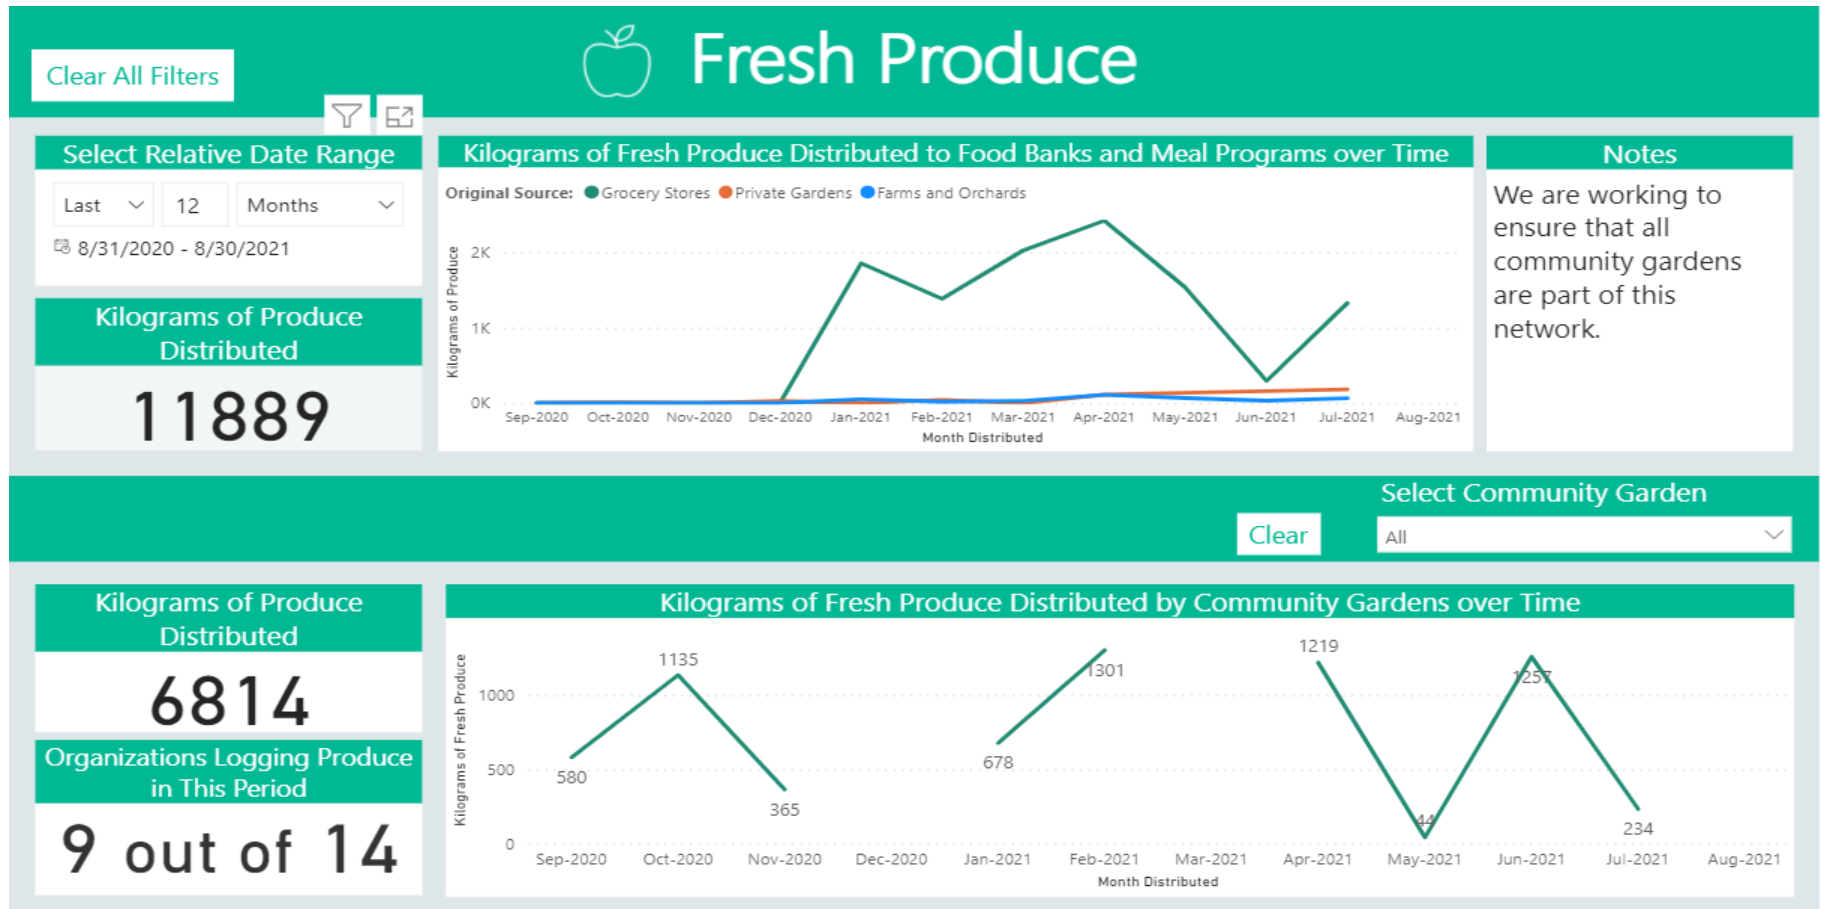 Fresh Produce
Clear All Filters
Select Relative Date Range
Last 12 Months
8/31/2020 - 8/30/2021
Kilograms of Produce
Distributed
11889
Kilograms of Fresh Produce Distributed to Food Banks and Meal Programs over Time
Original Source: Grocery Stores Private Gardens Farms and Orchards
Kilograms of Produce
2K
1K
0K
Sep-2020 Oct-2020 Nov-2020 Dec-2020 Jan-2021 Feb-2021 Mar-2021 Apr-2021 May-2021 Jun-2021 Jul-2021 Aug-2021
Month Distributed
Notes
We are working to
ensure that all
community gardens
are part of this
network.
Select Community Garden
Clear
All
Kilograms of Produce
Distributed
6814
Organizations Logging Produce
in This Period
9 out of 14
Kilograms of Fresh Produce Distributed by Community Gardens over Time
Kilograms of Fresh Produce
1000
500
0
580
1135
365
678
1301
1219
44
1257
234
Sep-2020 Oct-2020 Nov-2020 Dec-2020 Jan-2021 Feb-2021 Mar-2021 Apr-2021 May-2021 Jun-2021 Jul-2021 Aug-2021
Month Distributed